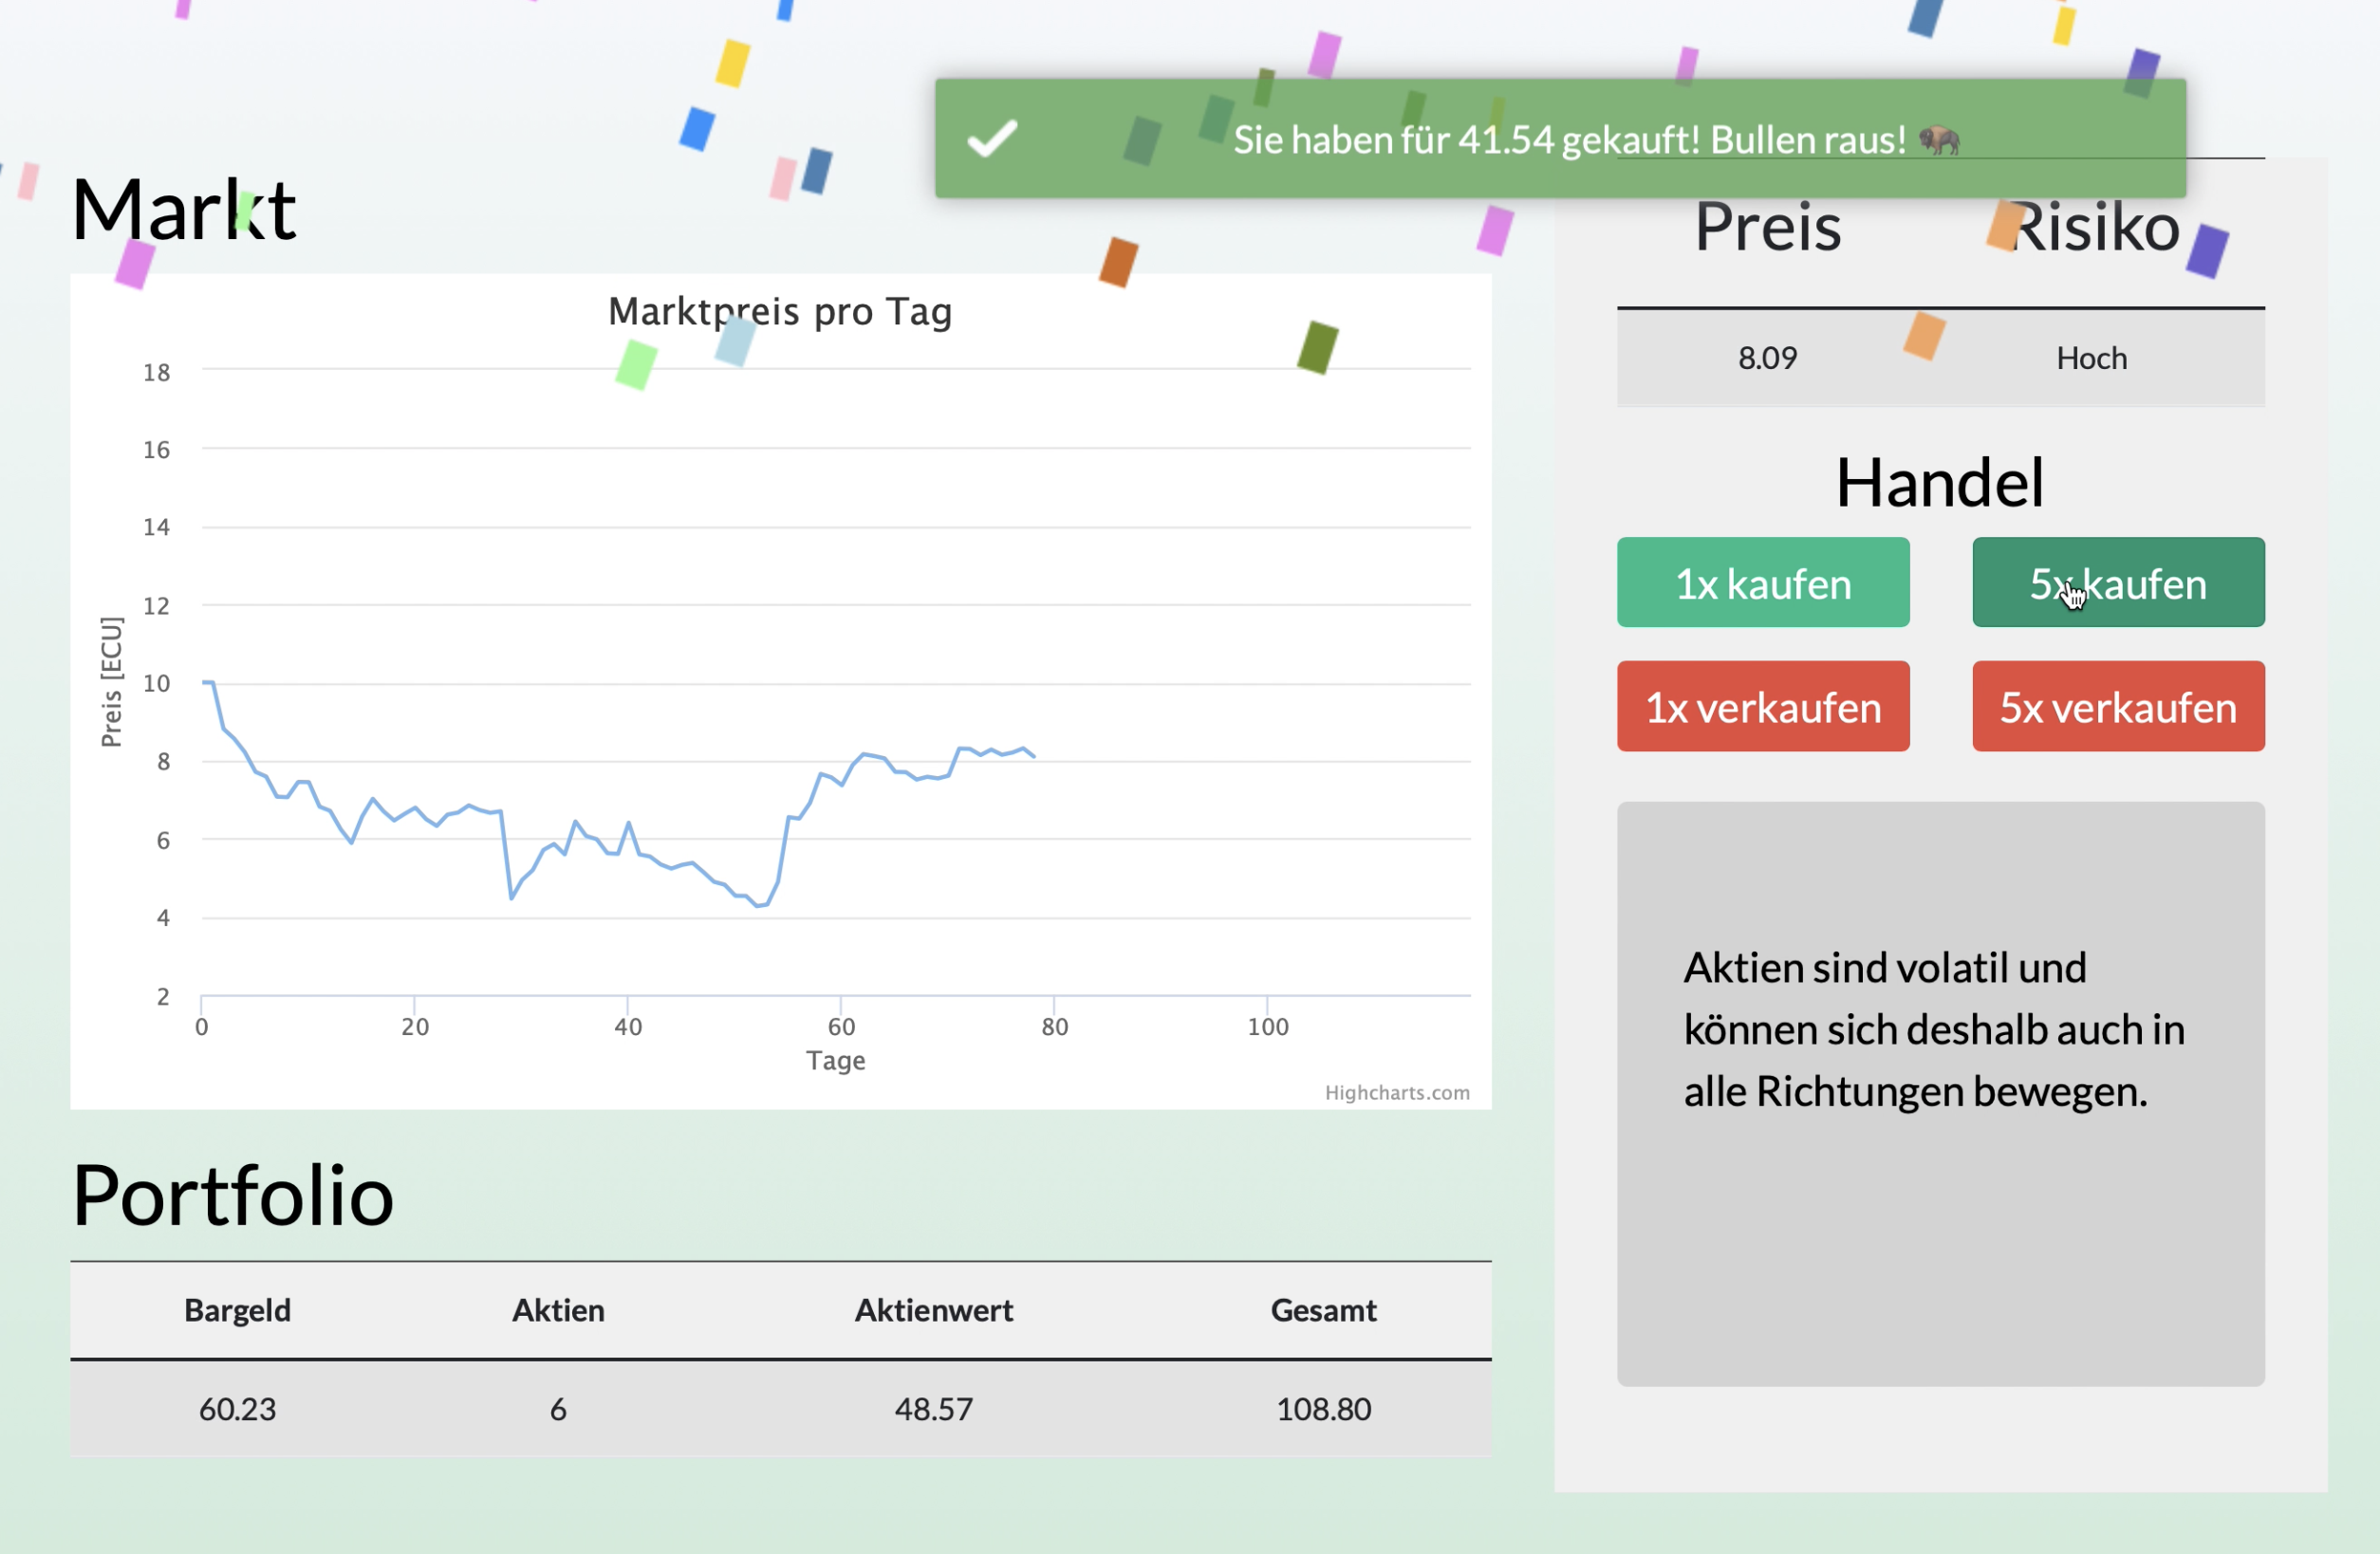 Sie haben für 41.54 gekauft! Bullen raus! 🦬
Markt
Marktpreis pro Tag
18
16
14
12
10
8
6
4
2
Preis [ECU]
0 20 40 60 80 100
Tage
Highcharts.com
Portfolio
Bargeld Aktien Aktienwert Gesamt
60.23 6 48.57 108.80
Preis Risiko
8.09 Hoch
Handel
1x kaufen 5x kaufen
1x verkaufen 5x verkaufen
Aktien sind volatil und
können sich deshalb auch in
alle Richtungen bewegen.